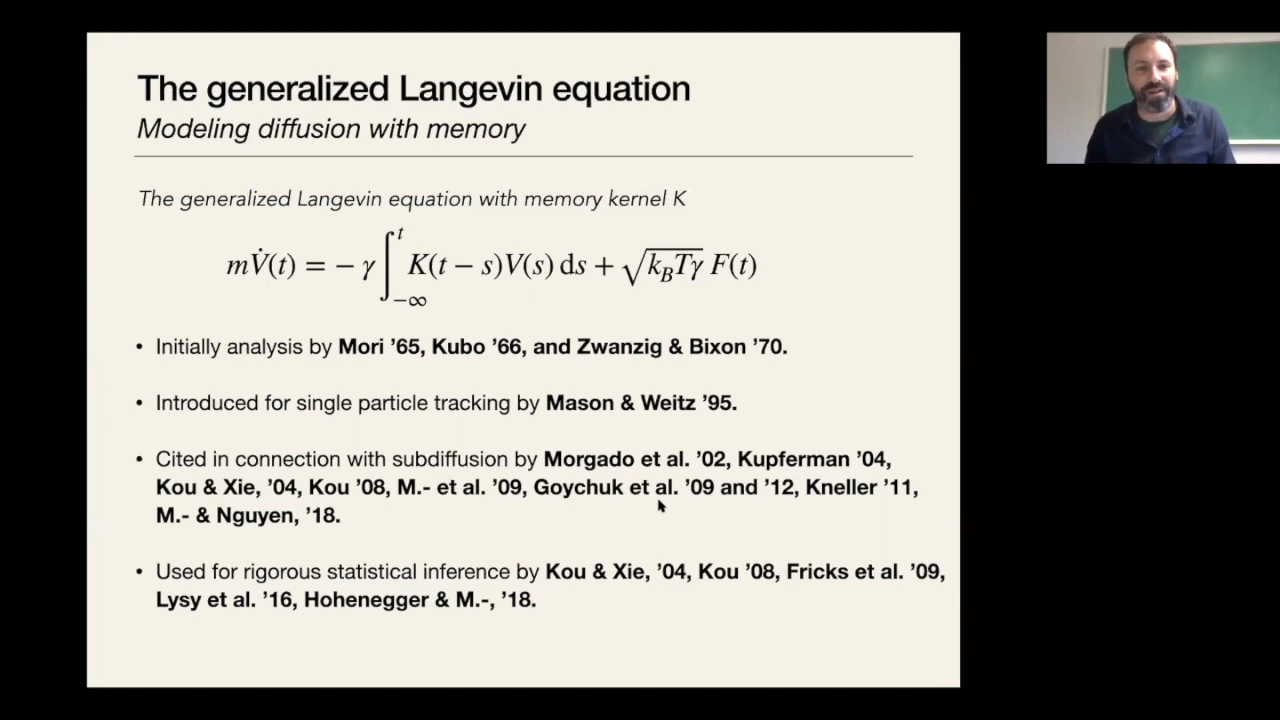 The generalized Langevin equation
Modeling diffusion with memory
The generalized Langevin equation with memory kernel K
mV̇(t) = − γ ∫_{−∞}^{t} K(t − s)V(s) ds + √(k_B Tγ) F(t)
• Initially analysis by Mori ’65, Kubo ’66, and Zwanzig & Bixon ’70.
• Introduced for single particle tracking by Mason & Weitz ’95.
• Cited in connection with subdiffusion by Morgado et al. ’02, Kupferman ’04,
Kou & Xie, ’04, Kou ’08, M.- et al. ’09, Goychuk et al. ’09 and ’12, Kneller ’11,
M.- & Nguyen, ’18.
• Used for rigorous statistical inference by Kou & Xie, ’04, Kou ’08, Fricks et al. ’09,
Lysy et al. ’16, Hohenegger & M.-, ’18.